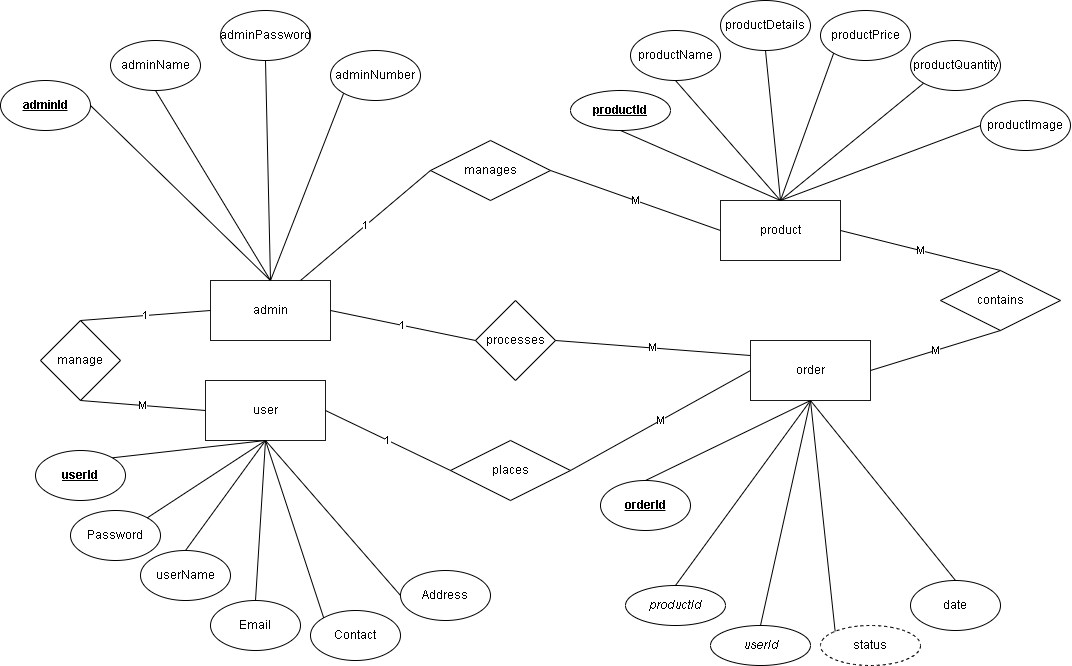 adminPassword
adminName
adminNumber
adminId
productDetails
productPrice
productName
productQuantity
productId
productImage
manages
1
M
product
M
contains
M
admin
1
processes
M
order
1
manage
M
user
1
places
M
userId
Password
userName
Email
Contact
Address
orderId
productId
userId
status
date